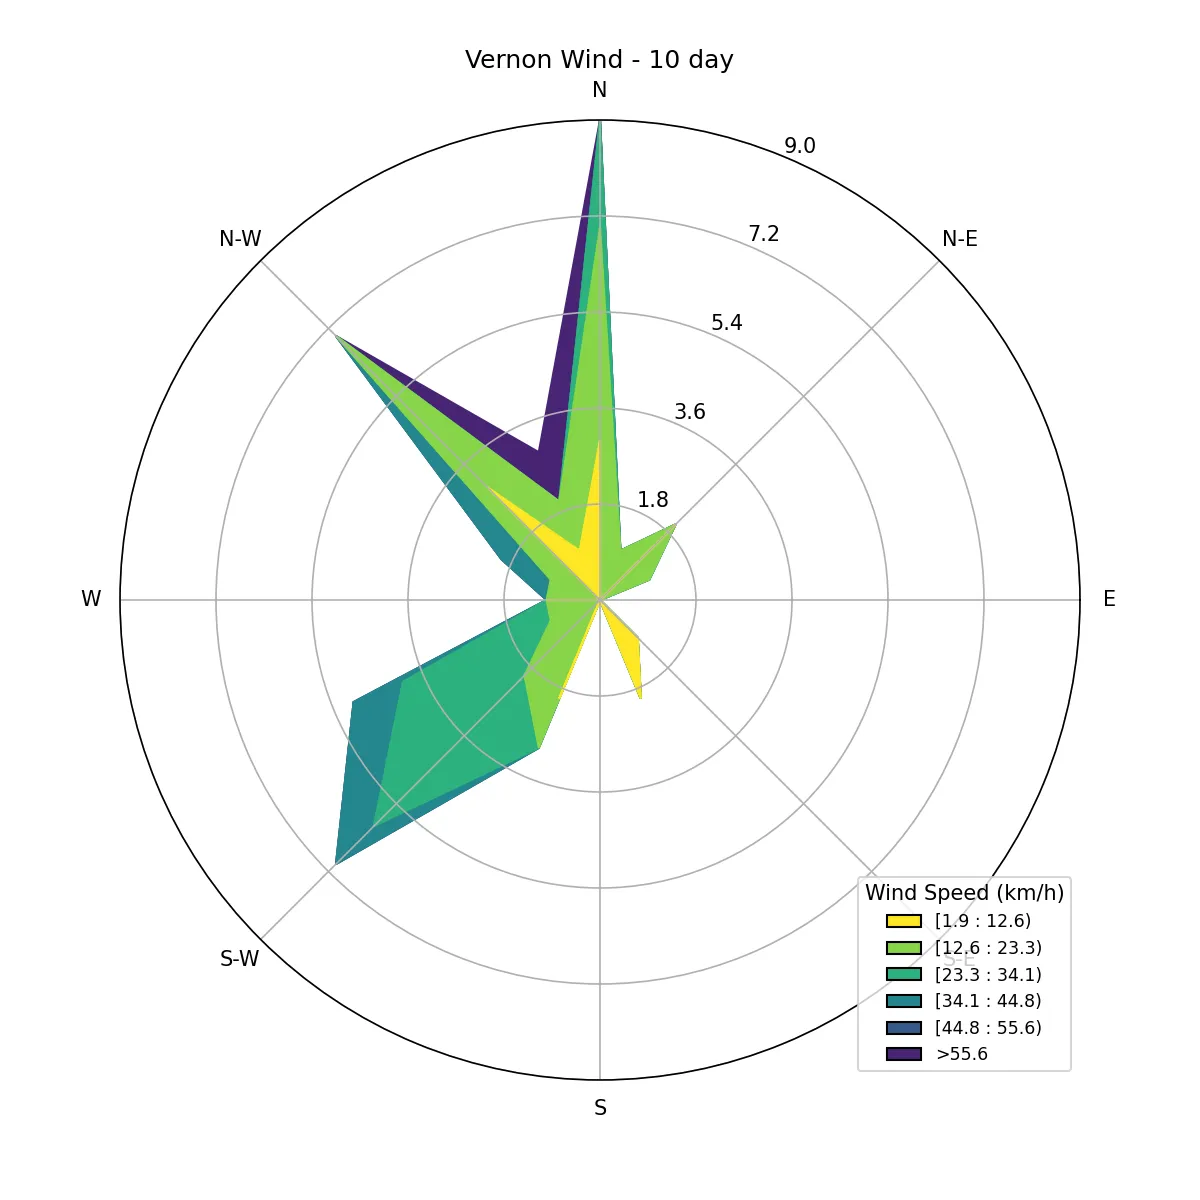 Vernon Wind - 10 day
N
9.0
N-W
7.2
N-E
5.4
3.6
1.8
W
E
S-W
S-E
S
Wind Speed (km/h)
[1.9 : 12.6)
[12.6 : 23.3)
[23.3 : 34.1)
[34.1 : 44.8)
[44.8 : 55.6)
>55.6